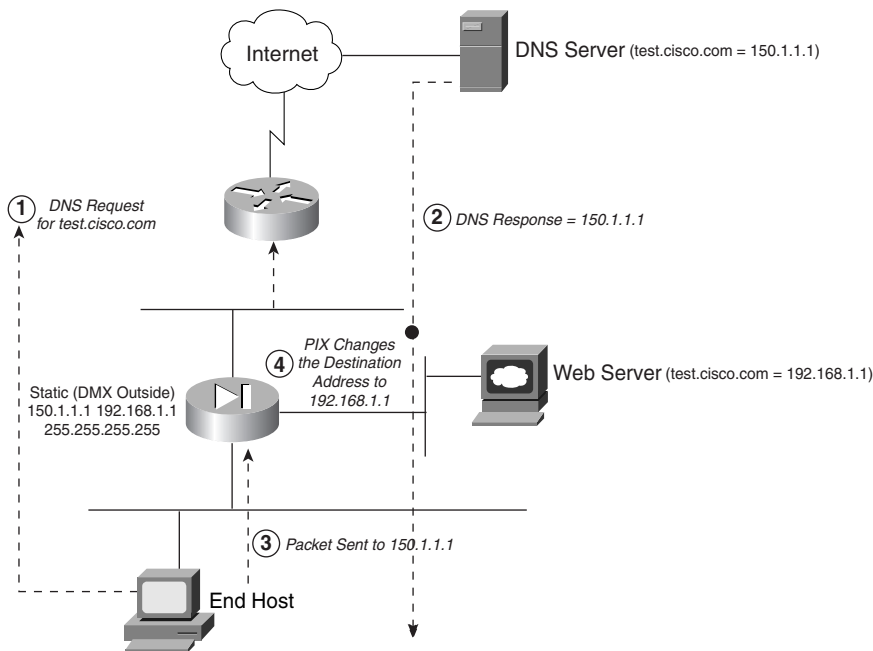 Internet
DNS Server (test.cisco.com = 150.1.1.1)
1 DNS Request
for test.cisco.com
2 DNS Response = 150.1.1.1
4 PIX Changes
the Destination
Address to
192.168.1.1
Web Server (test.cisco.com = 192.168.1.1)
Static (DMX Outside)
150.1.1.1 192.168.1.1
255.255.255.255
3 Packet Sent to 150.1.1.1
End Host